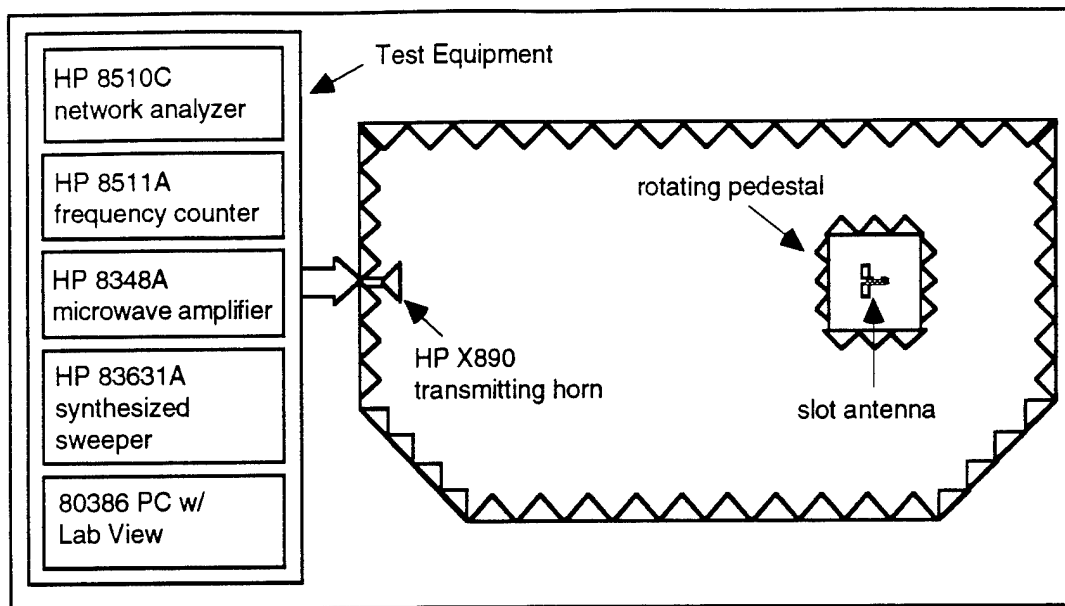 Test Equipment
HP 8510C
network analyzer
HP 8511A
frequency counter
HP 8348A
microwave amplifier
HP 83631A
synthesized
sweeper
80386 PC w/
Lab View
rotating pedestal
HP X890
transmitting horn
slot antenna